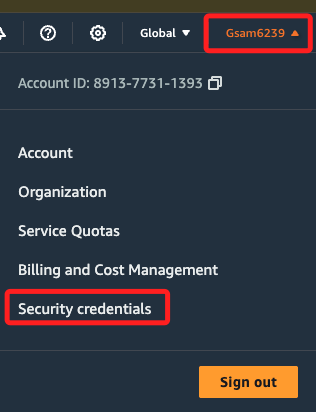 Global Gsam6239
Account ID: 8913-7731-1393
Account
Organization
Service Quotas
Billing and Cost Management
Security credentials
Sign out